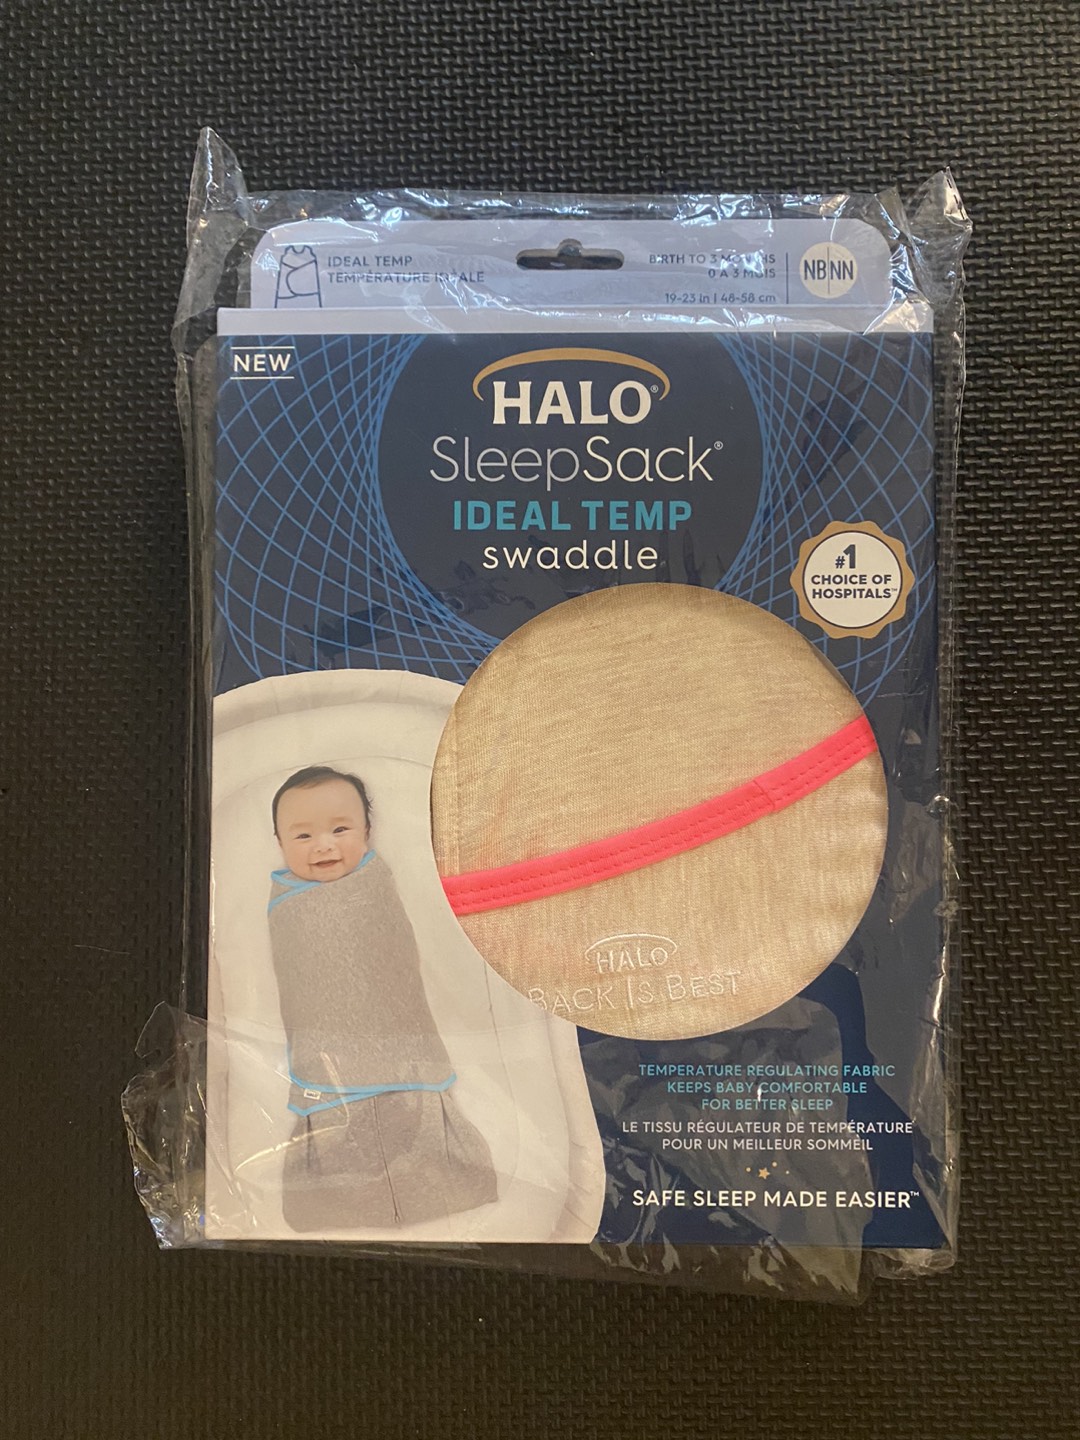 IDEAL TEMP
TEMPÉRATURE IDÉALE
BIRTH TO 3 MONTHS
0 À 3 MOIS
19-23 in | 48-58 cm
NB|NN
NEW
HALO®
SleepSack®
IDEAL TEMP
swaddle
#1
CHOICE OF
HOSPITALS™
HALO
BACK IS BEST
TEMPERATURE REGULATING FABRIC
KEEPS BABY COMFORTABLE
FOR BETTER SLEEP
LE TISSU RÉGULATEUR DE TEMPÉRATURE
POUR UN MEILLEUR SOMMEIL
SAFE SLEEP MADE EASIER™